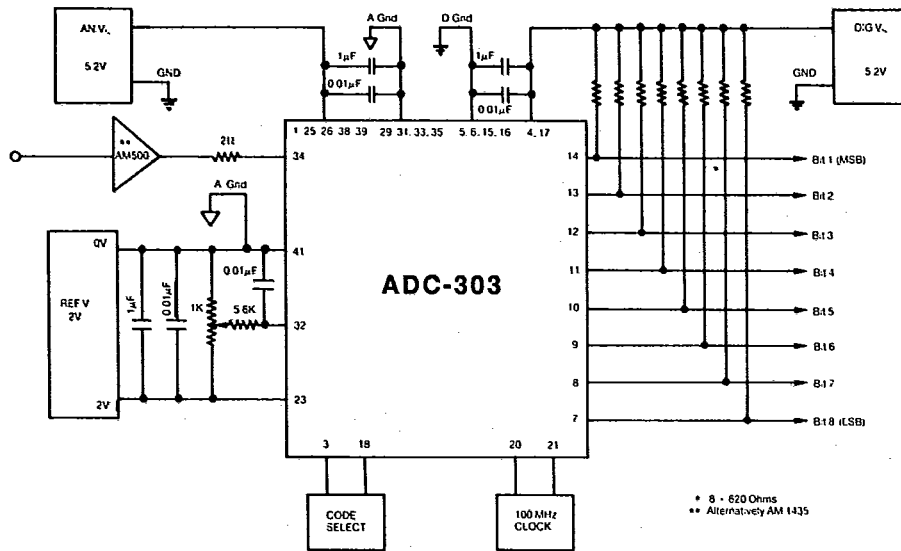 AN. V
5.2V
GND
A Gnd
1µF
0.01µF
D Gnd
1µF
0.01µF
DIG V
5.2V
GND
1 25 26 38 39
29 31, 33, 35
5, 6, 15, 16
4, 17
**
AM500
21Ω
34
A Gnd
0V
REF V
2V
2V
1µF
0.01µF
1K
5.6K
0.01µF
41
32
23
ADC-303
14
13
12
11
10
9
8
7
Bit 1 (MSB)
Bit 2
Bit 3
Bit 4
Bit 5
Bit 6
Bit 7
Bit 8 (LSB)
3
18
20
21
CODE
SELECT
100 MHz
CLOCK
* 8 - 620 Ohms
** Alternatively AM 1435